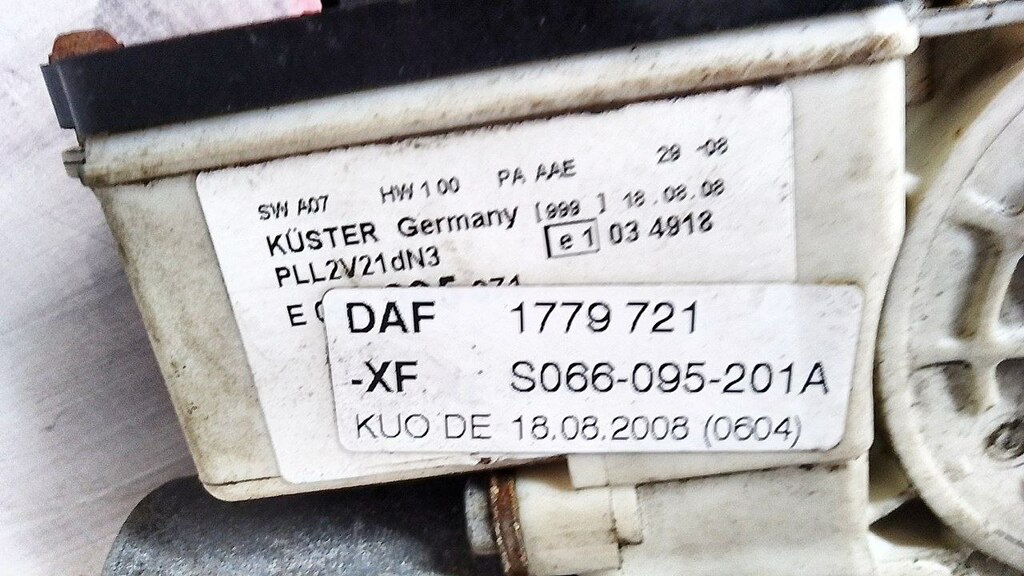 SW A07 HW 1 00 PA AAE 29 -08
KÜSTER Germany [999 ] 18.08.08
PLL2V21dN3 e 1 03 4918
E
DAF 1779 721
-XF S066-095-201A
KUO DE 18.08.2008 (0604)